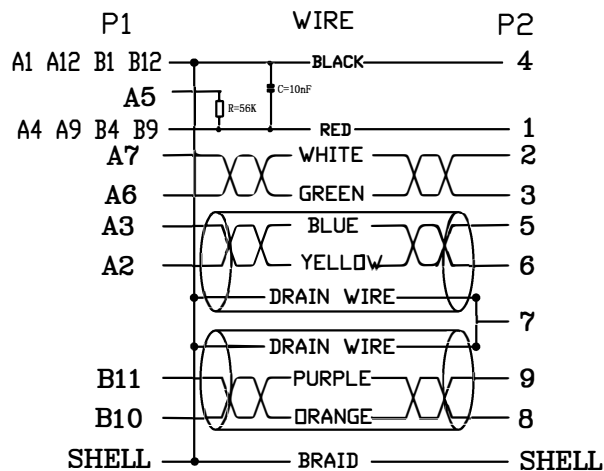 P1 WIRE P2
A1 A12 B1 B12 BLACK 4
A5 R=56K C=10nF
A4 A9 B4 B9 RED 1
A7 WHITE 2
A6 GREEN 3
A3 BLUE 5
A2 YELLOW 6
DRAIN WIRE
7
DRAIN WIRE
B11 PURPLE 9
B10 ORANGE 8
SHELL BRAID SHELL